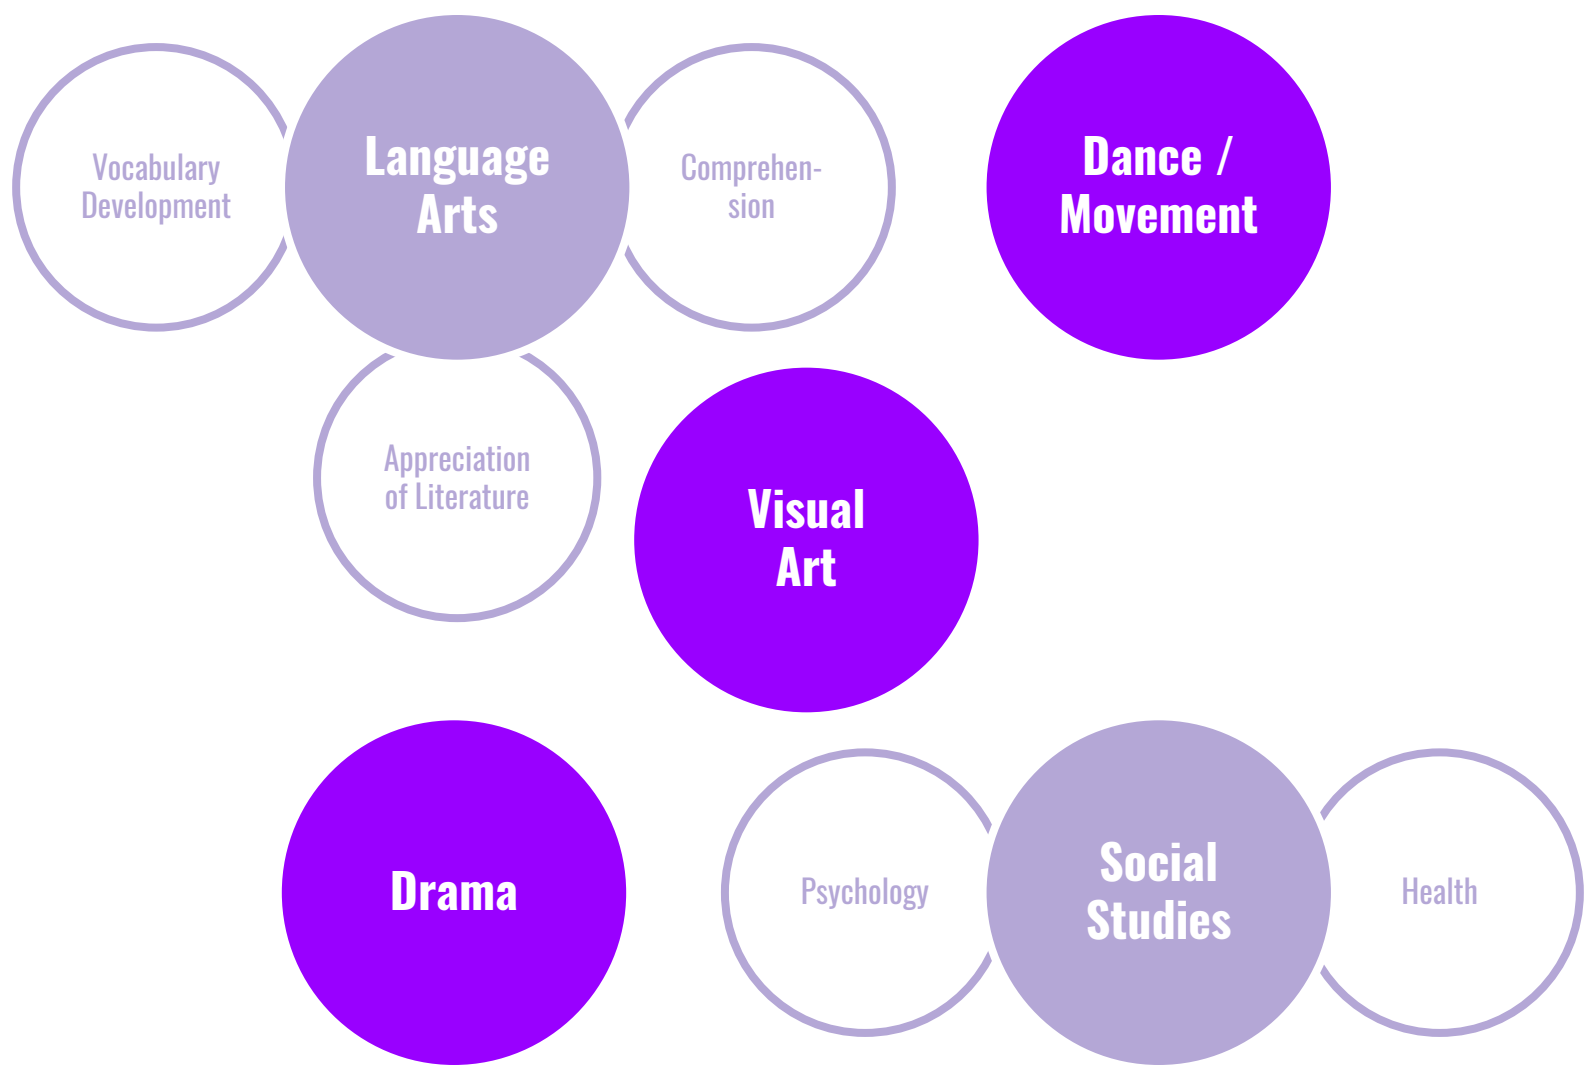 Vocabulary
Development
Language
Arts
Comprehen-
sion
Dance /
Movement
Appreciation
of Literature
Visual
Art
Drama
Psychology
Social
Studies
Health